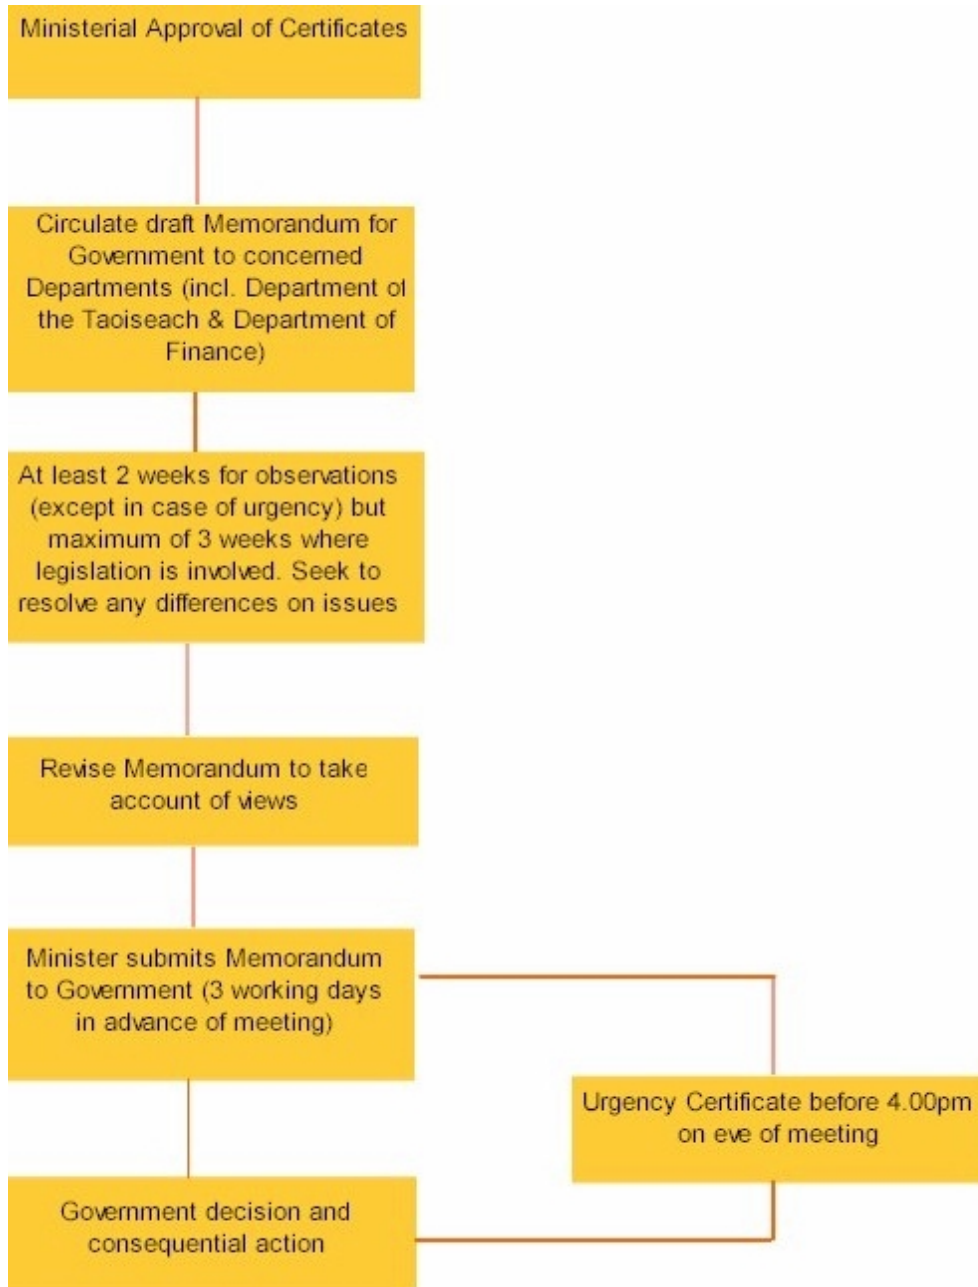 Ministerial Approval of Certificates
Circulate draft Memorandum for
Government to concerned
Departments (incl. Department of
the Taoiseach & Department of
Finance)
At least 2 weeks for observations
(except in case of urgency) but
maximum of 3 weeks where
legislation is involved. Seek to
resolve any differences on issues
Revise Memorandum to take
account of views
Minister submits Memorandum
to Government (3 working days
in advance of meeting)
Urgency Certificate before 4.00pm
on eve of meeting
Government decision and
consequential action